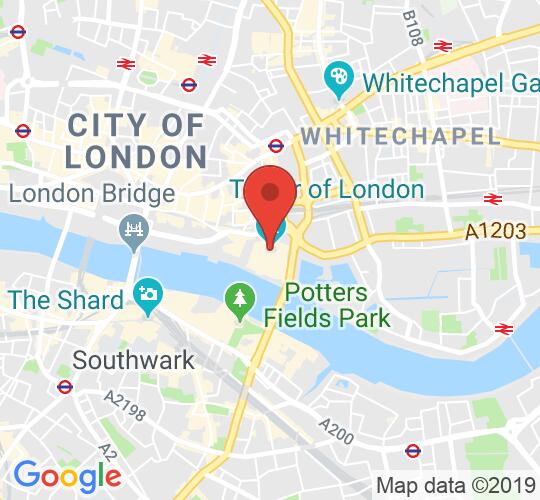 B108
Whitechapel Ga
CITY OF
LONDON
WHITECHAPEL
London Bridge
T r of London
A1203
The Shard
Potters
Fields Park
Southwark
A2198
A200
A2
Google
Map data ©2019